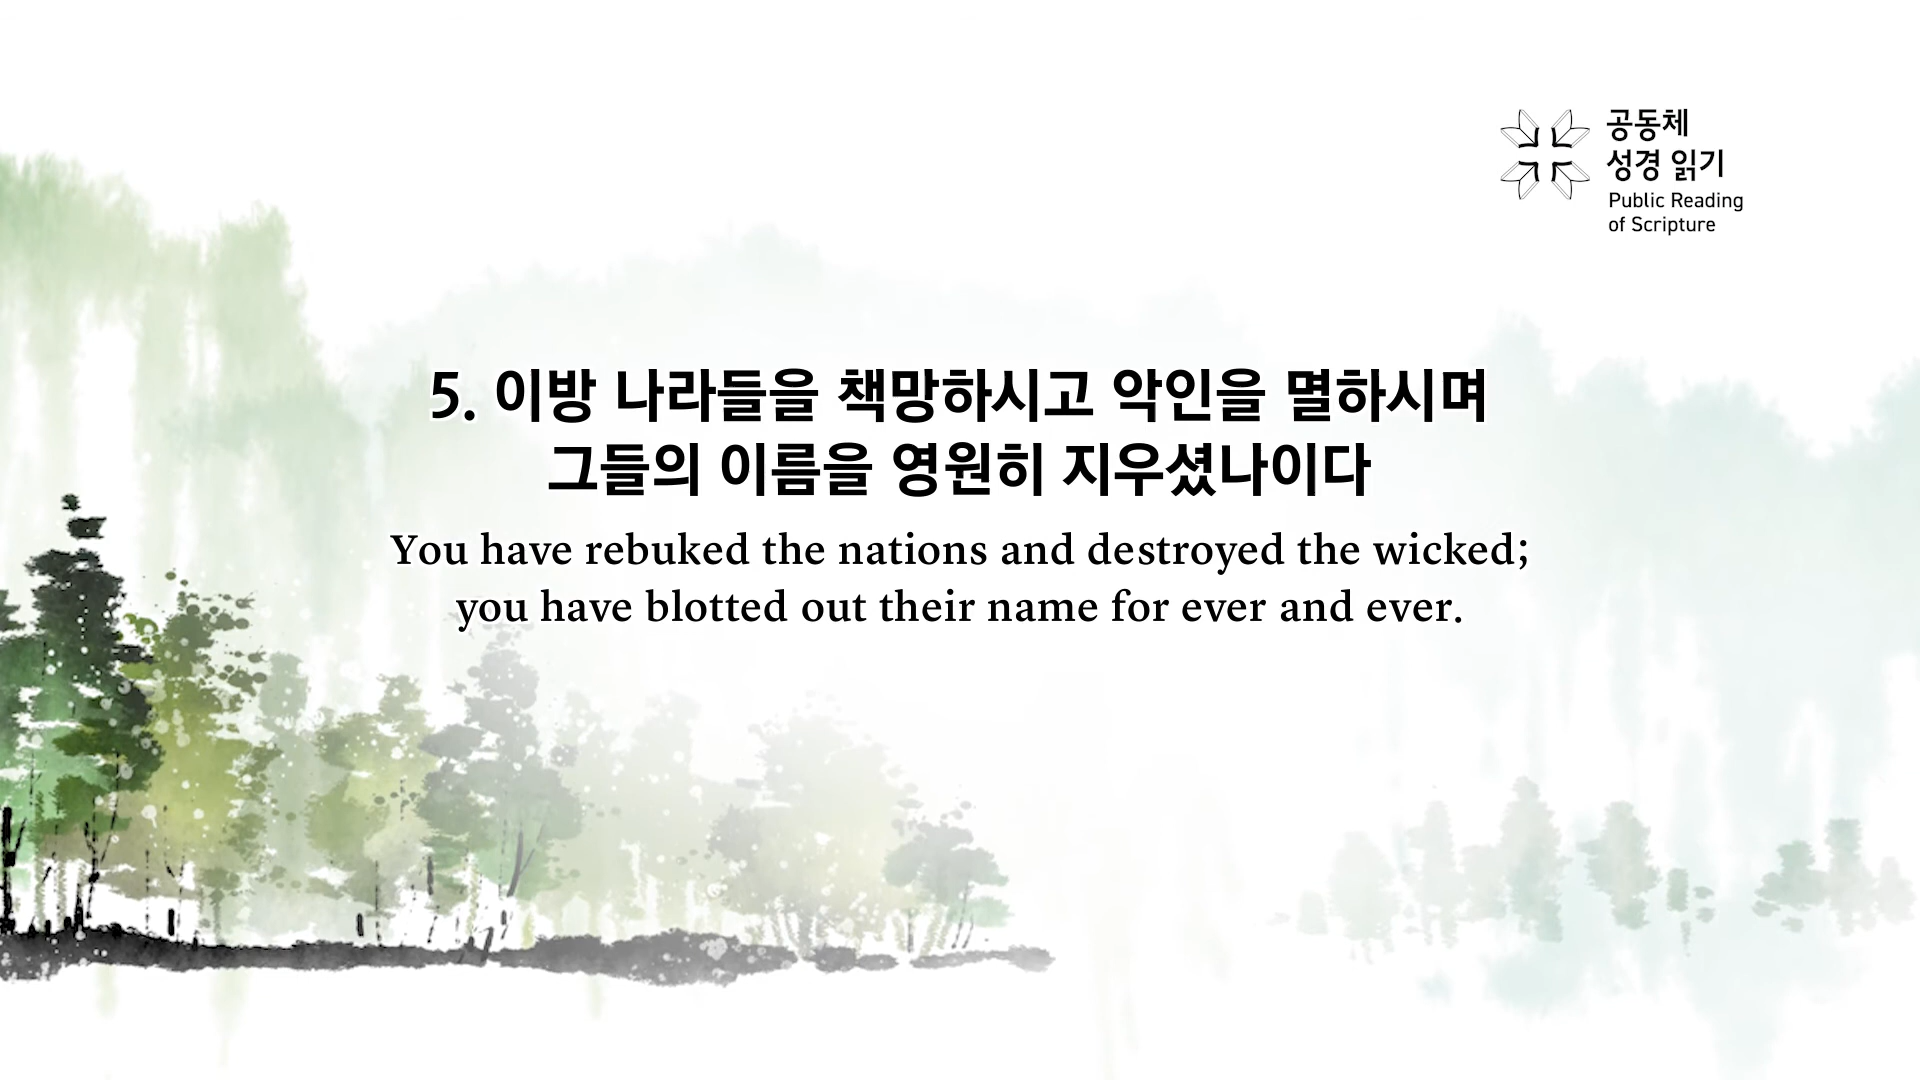 공동체
성경 읽기
Public Reading
of Scripture
5. 이방 나라들을 책망하시고 악인을 멸하시며
그들의 이름을 영원히 지우셨나이다
You have rebuked the nations and destroyed the wicked;
you have blotted out their name for ever and ever.